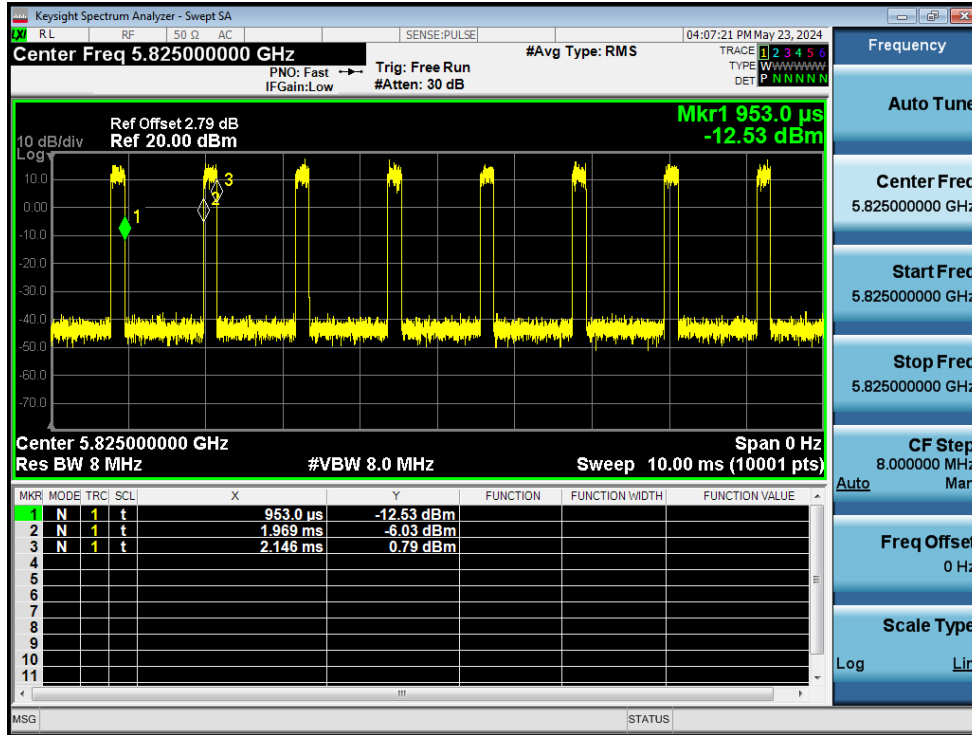 Keysight Spectrum Analyzer - Swept SA
LXI RL RF 50 Ω AC SENSE:PULSE 04:07:21 PM May 23, 2024
Center Freq 5.825000000 GHz
PNO: Fast
IFGain:Low
Trig: Free Run
#Atten: 30 dB
#Avg Type: RMS
TRACE 1 2 3 4 5 6
TYPE WWWWWW
DET P N N N N N
Mkr1 953.0 µs
-12.53 dBm
Ref Offset 2.79 dB
10 dB/div Ref 20.00 dBm
Log
10.0
0.00
-10.0
-20.0
-30.0
-40.0
-50.0
-60.0
-70.0
1
2
3
Center 5.825000000 GHz Span 0 Hz
Res BW 8 MHz #VBW 8.0 MHz Sweep 10.00 ms (10001 pts)
MKR MODE TRC SCL X Y FUNCTION FUNCTION WIDTH FUNCTION VALUE
1 N 1 t 953.0 µs -12.53 dBm
2 N 1 t 1.969 ms -6.03 dBm
3 N 1 t 2.146 ms 0.79 dBm
4
5
6
7
8
9
10
11
MSG STATUS
Frequency
Auto Tune
Center Freq
5.825000000 GHz
Start Freq
5.825000000 GHz
Stop Freq
5.825000000 GHz
CF Step
8.000000 MHz
Auto Man
Freq Offset
0 Hz
Scale Type
Log Lin